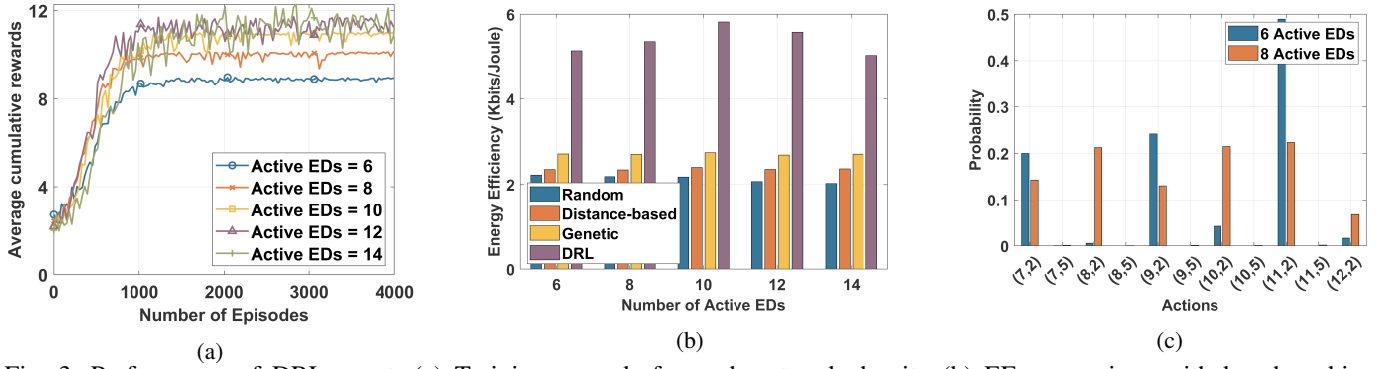 Average cumulative rewards
12
8
4
0
0 1000 2000 3000 4000
Number of Episodes
Active EDs = 6
Active EDs = 8
Active EDs = 10
Active EDs = 12
Active EDs = 14
(a)
Energy Efficiency (Kbits/Joule)
6
4
2
0
6 8 10 12 14
Number of Active EDs
Random
Distance-based
Genetic
DRL
(b)
Probability
0.5
0.4
0.3
0.2
0.1
0
(7,2) (7,5) (8,2) (8,5) (9,2) (9,5) (10,2) (10,5) (11,2) (11,5) (12,2)
Actions
6 Active EDs
8 Active EDs
(c)